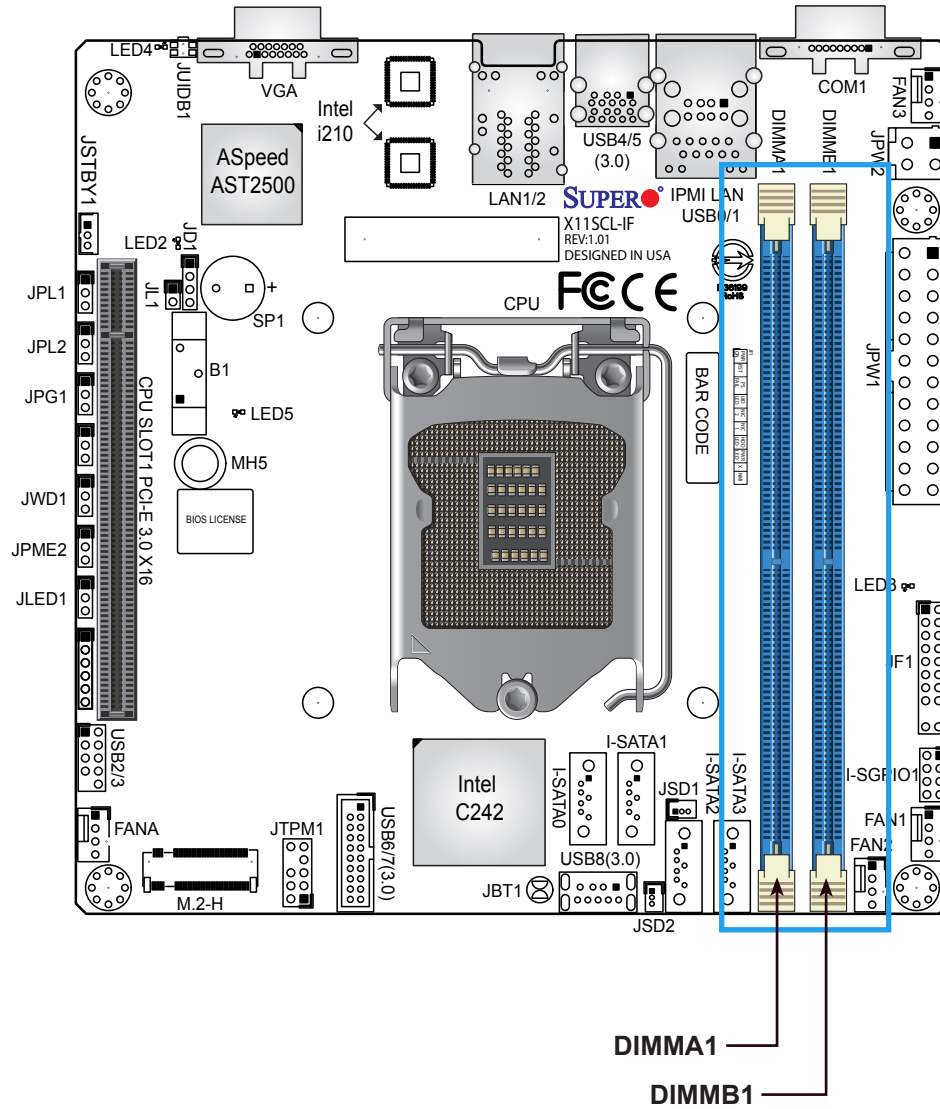 LED4
JUIDB1
VGA
Intel
i210
ASpeed
AST2500
LAN1/2
USB4/5
(3.0)
IPMI LAN
USB0/1
COM1
FAN3
JPW2
DIMMA1
DIMMB1
JSTBY1
LED2
JD1
JL1
+
SP1
SUPER
X11SCL-IF
REV:1.01
DESIGNED IN USA
FC CE
RoHS
CPU
JPL1
JPL2
JPG1
JWD1
JPME2
JLED1
CPU SLOT1 PCI-E 3.0 X16
B1
LED5
MH5
BIOS LICENSE
BAR CODE
JPW1
LED3
JF1
I-SGPIO1
FAN1
FAN2
USB2/3
FANA
M.2-H
JTPM1
USB6/7(3.0)
Intel
C242
I-SATA0
I-SATA1
JSD1
I-SATA2
I-SATA3
USB8(3.0)
JBT1
JSD2
DIMMA1
DIMMB1